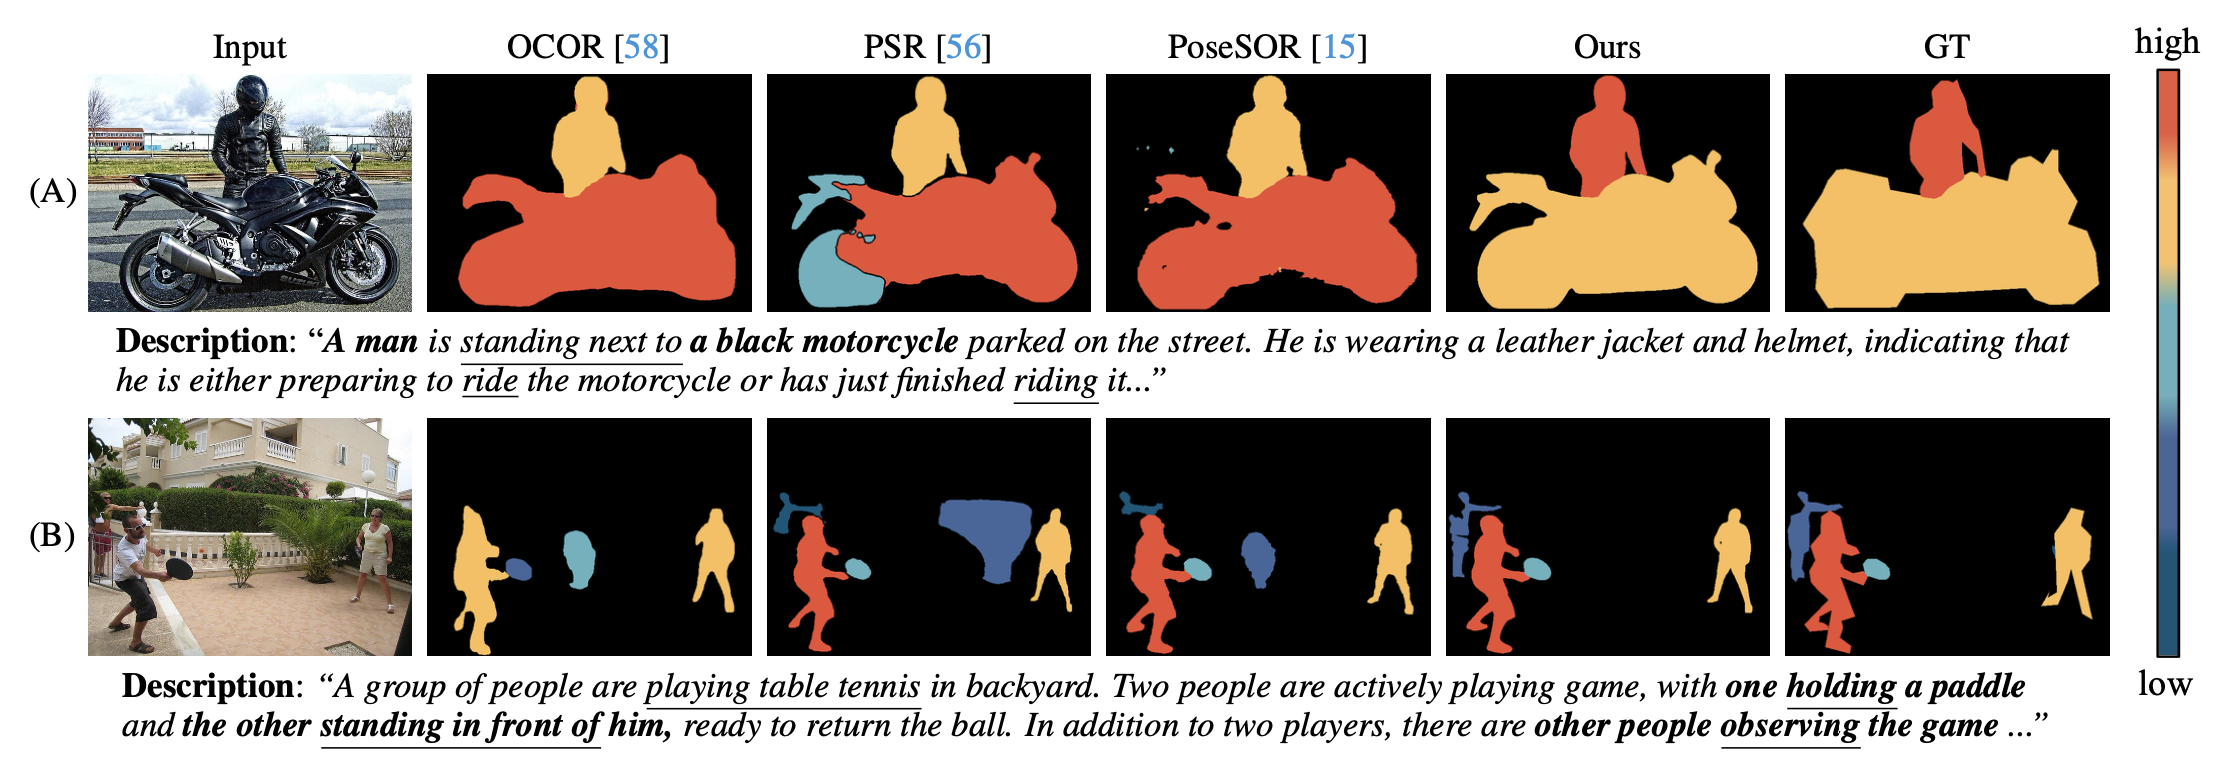 Input OCOR [58] PSR [56] PoseSOR [15] Ours GT high
(A)
Description: “A man is standing next to a black motorcycle parked on the street. He is wearing a leather jacket and helmet, indicating that
he is either preparing to ride the motorcycle or has just finished riding it...”
(B)
low
Description: “A group of people are playing table tennis in backyard. Two people are actively playing game, with one holding a paddle
and the other standing in front of him, ready to return the ball. In addition to two players, there are other people observing the game ...”